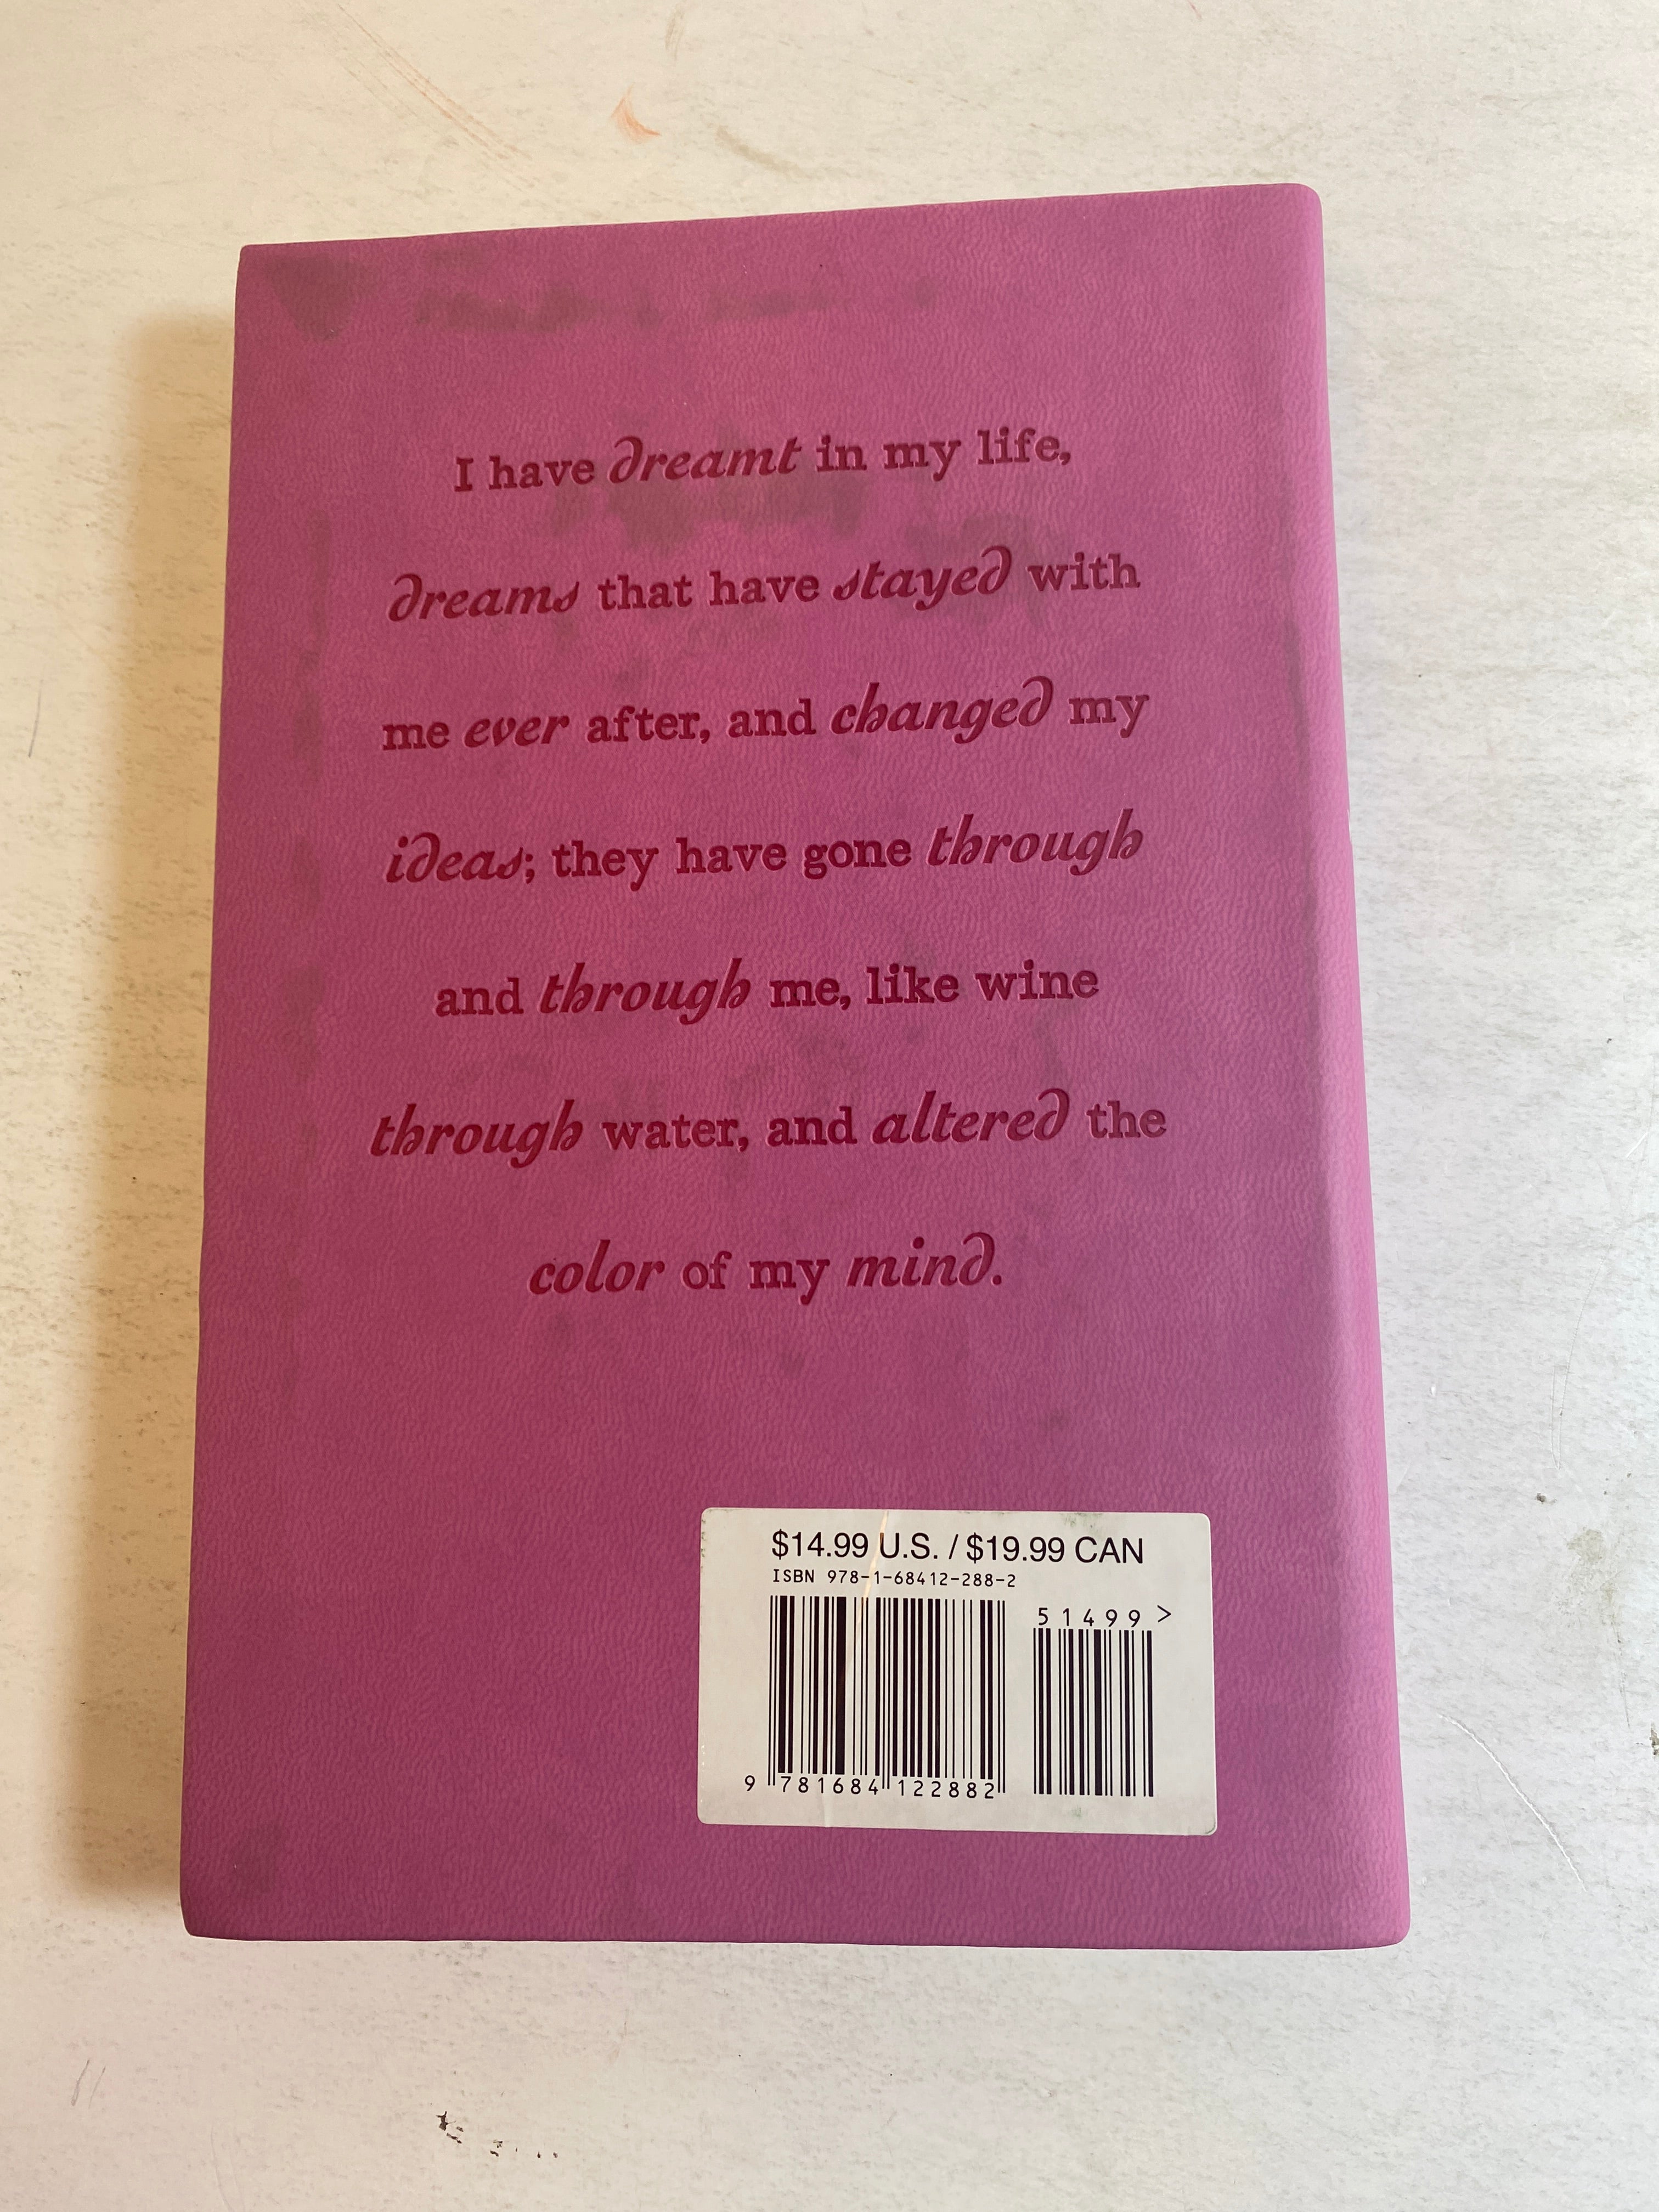 I have dreamt in my life,
dreams that have stayed with
me ever after, and changed my
ideas; they have gone through
and through me, like wine
through water, and altered the
color of my mind.
$14.99 U.S. / $19.99 CAN
ISBN 978-1-68412-288-2
51499>
9 781684 122882